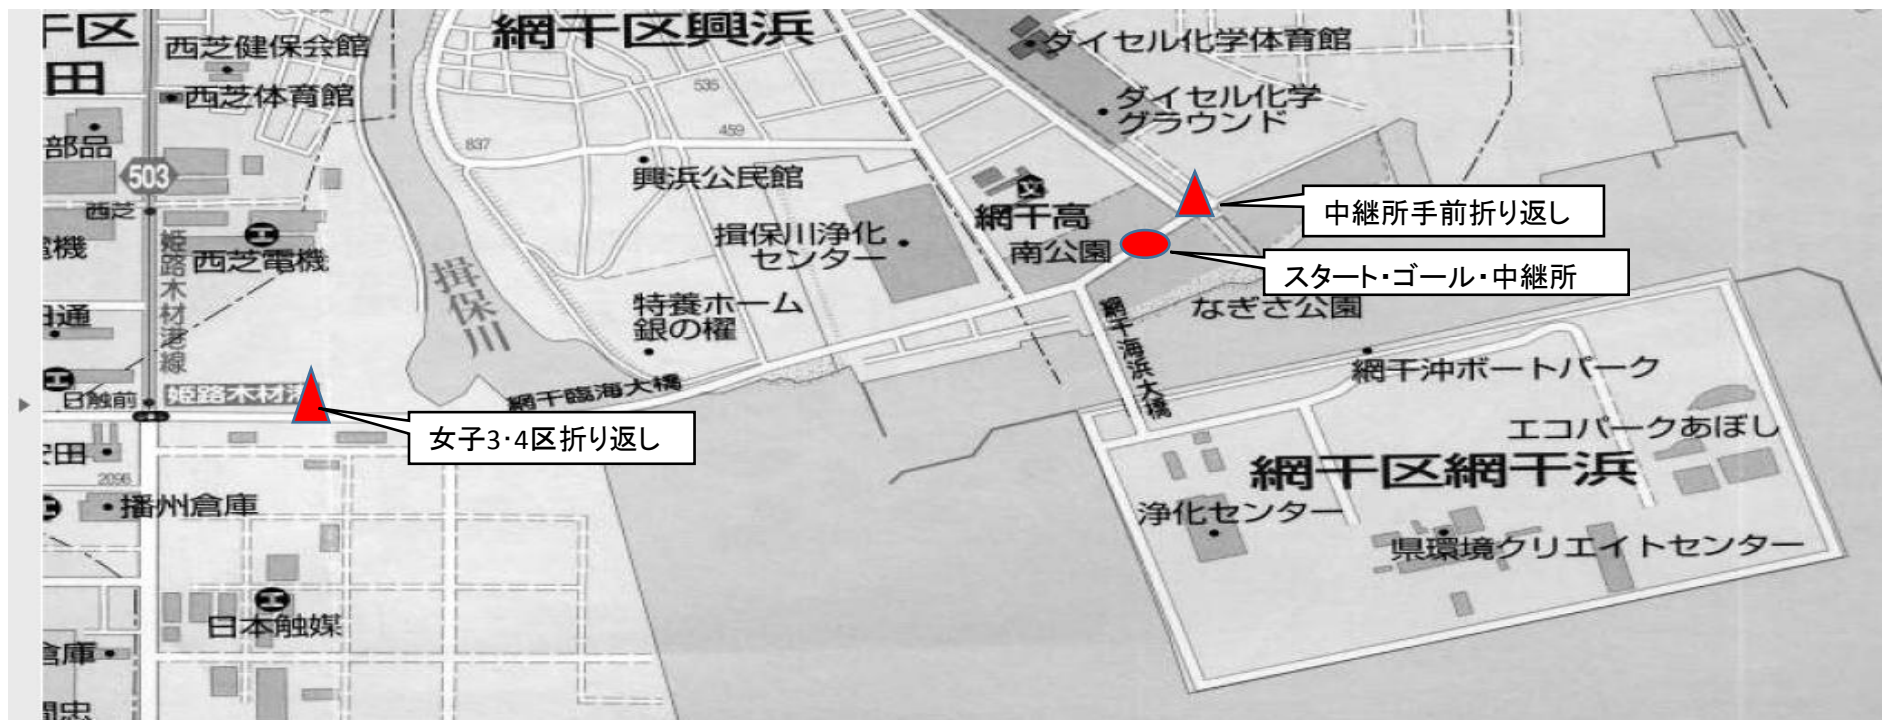 干区
田
西芝健保会館
西芝体育館
網干区興浜
535
459
837
ダイセル化学体育館
ダイセル化学
グラウンド
部品
503
西芝
電機
西芝電機
姫路木材港線
興浜公民館
揖保川浄化
センター
網干高
南公園
中継所手前折り返し
スタート・ゴール・中継所
なぎさ公園
揖保川
特養ホーム
銀の櫂
網干海浜大橋
網干臨海大橋
日触前
姫路木材港
女子3・4区折り返し
網干沖ボートパーク
エコパークあぼし
網干区網干浜
浄化センター
県環境クリエイトセンター
安田
2096
播州倉庫
日本触媒
倉庫